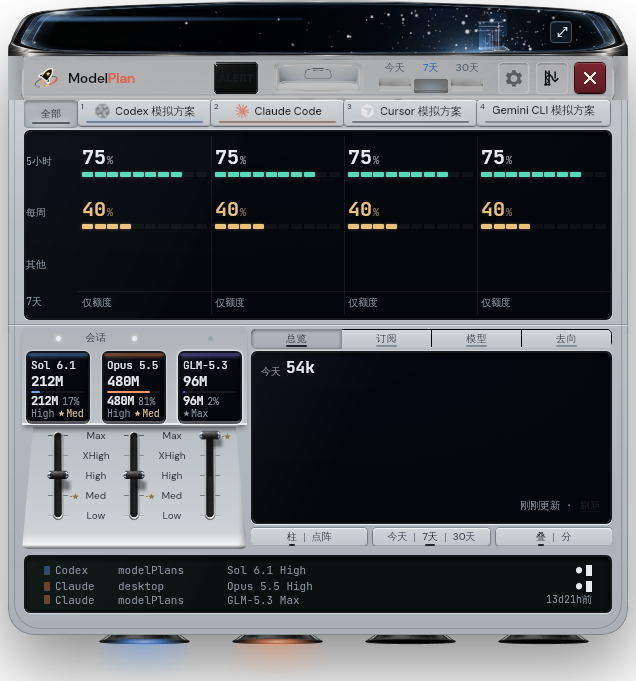 ModelPlan
ALERT
今天 7天 30天
全部
1 Codex 模拟方案
2 Claude Code
3 Cursor 模拟方案
4 Gemini CLI 模拟方案
5小时 75% 75% 75% 75%
每周 40% 40% 40% 40%
其他
7天 仅额度 仅额度 仅额度 仅额度
会话
总览 订阅 模型 去向
Sol 6.1 Opus 5.5 GLM-5.3
212M 480M 96M
212M 17% 480M 81% 96M 2%
High ★Med High ★Med ★Max
今天 54k
Max Max
XHigh XHigh
High High
Med Med
Low Low
刚刚更新 · 刷新
柱 | 点阵 今天 | 7天 | 30天 叠 | 分
Codex modelPlans Sol 6.1 High
Claude desktop Opus 5.5 High
Claude modelPlans GLM-5.3 Max 13d21h前